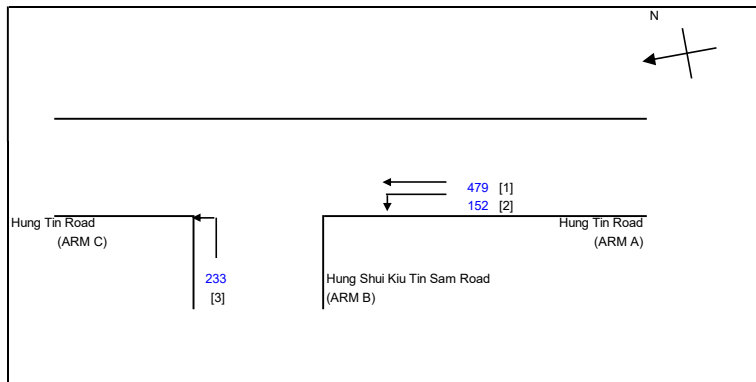 N
479 [1]
152 [2]
Hung Tin Road
(ARM C)
Hung Tin Road
(ARM A)
233
[3]
Hung Shui Kiu Tin Sam Road
(ARM B)